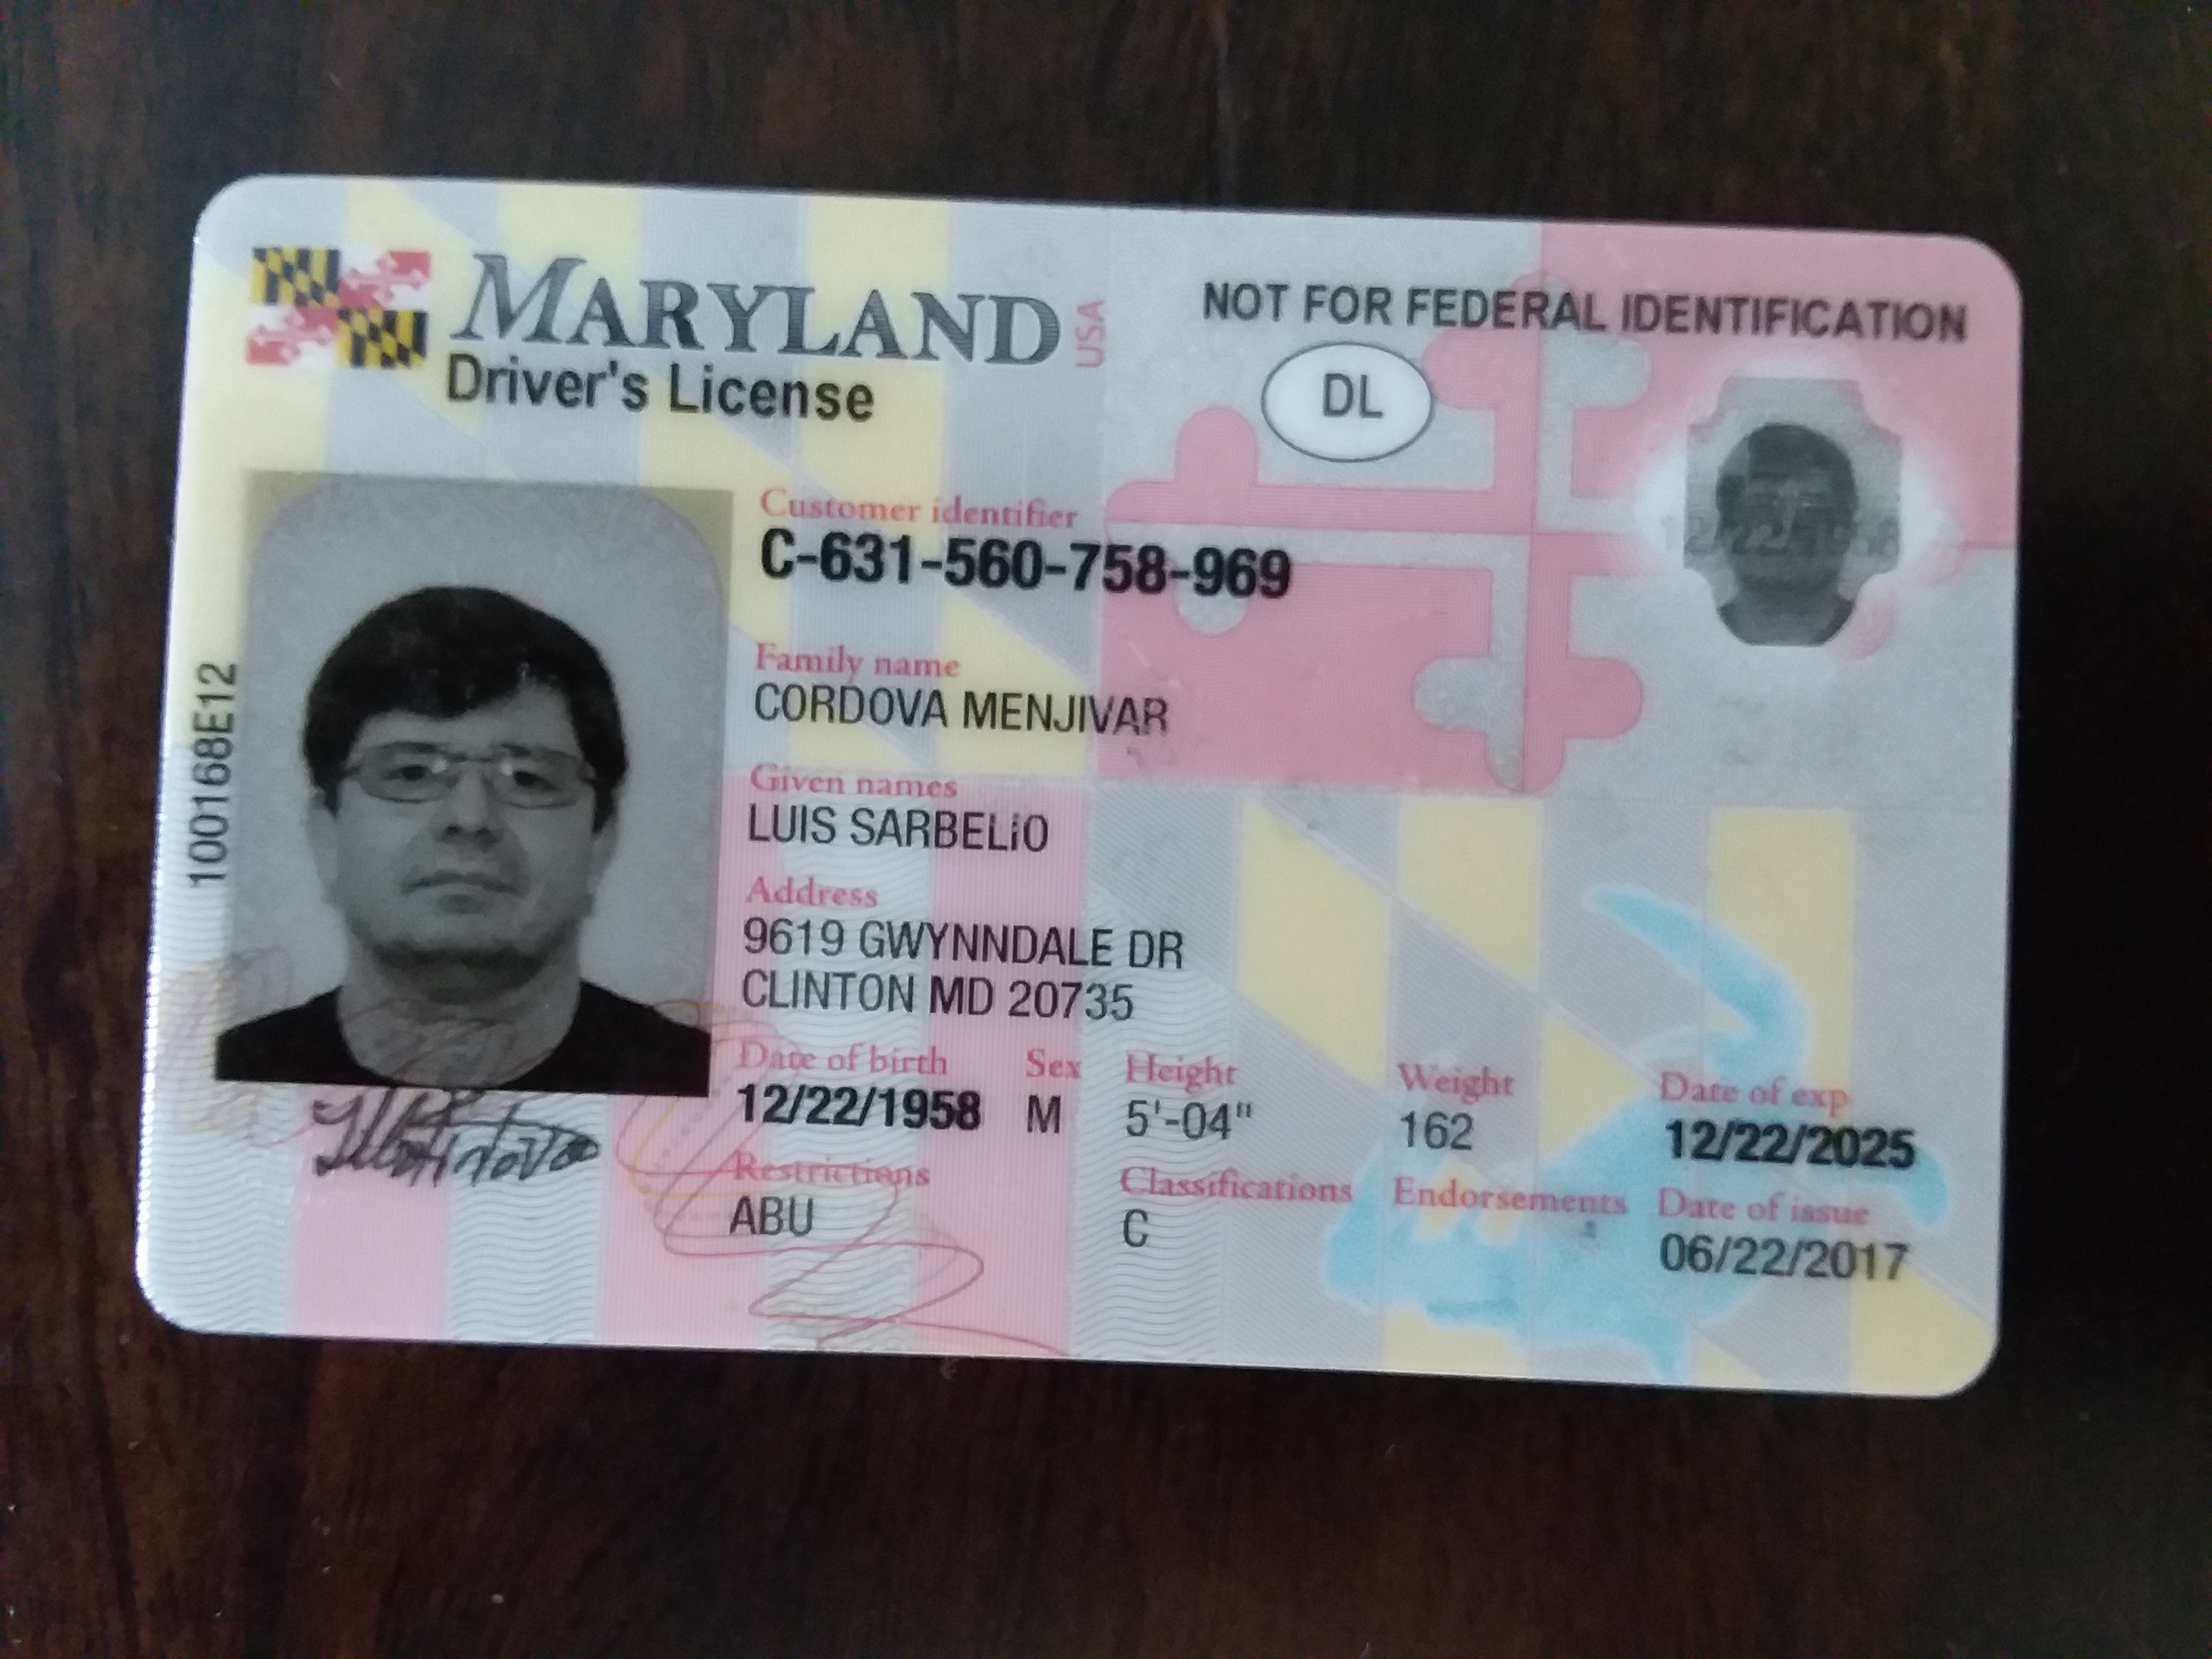 MARYLAND USA
Driver's License
NOT FOR FEDERAL IDENTIFICATION
DL
Customer identifier
C-631-560-758-969
Family name
CORDOVA MENJIVAR
Given names
LUIS SARBELiO
Address
9619 GWYNNDALE DR
CLINTON MD 20735
Date of birth Sex Height Weight Date of exp
12/22/1958 M 5'-04" 162 12/22/2025
Restrictions Classifications Endorsements Date of issue
ABU C 06/22/2017
100168E12